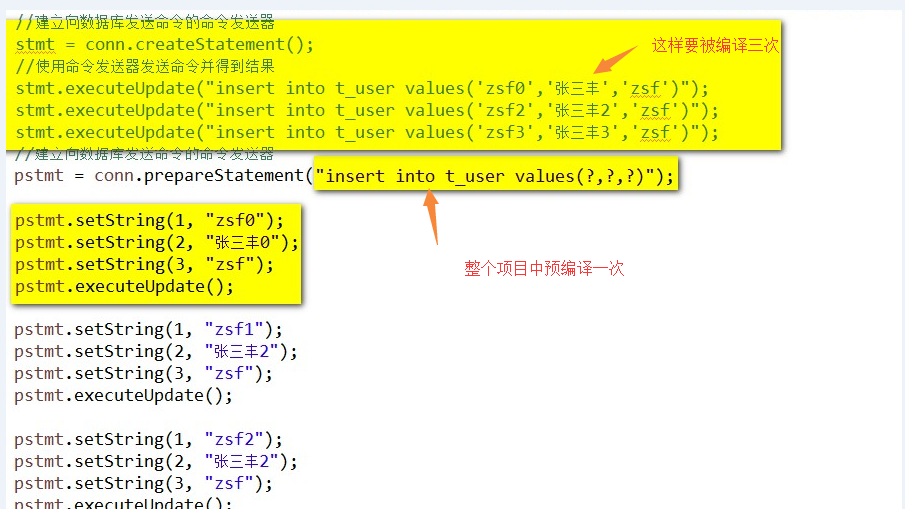 //建立向数据库发送命令的命令发送器
stmt = conn.createStatement();
这样要被编译三次
//使用命令发送器发送命令并得到结果
stmt.executeUpdate("insert into t_user values('zsf0','张三丰','zsf')");
stmt.executeUpdate("insert into t_user values('zsf2','张三丰2','zsf')");
stmt.executeUpdate("insert into t_user values('zsf3','张三丰3','zsf')");
//建立向数据库发送命令的命令发送器
pstmt = conn.prepareStatement("insert into t_user values(?,?,?)");
pstmt.setString(1, "zsf0");
pstmt.setString(2, "张三丰0");
pstmt.setString(3, "zsf");
整个项目中预编译一次
pstmt.executeUpdate();
pstmt.setString(1, "zsf1");
pstmt.setString(2, "张三丰2");
pstmt.setString(3, "zsf");
pstmt.executeUpdate();
pstmt.setString(1, "zsf2");
pstmt.setString(2, "张三丰2");
pstmt.setString(3, "zsf");
pstmt.executeUpdate();